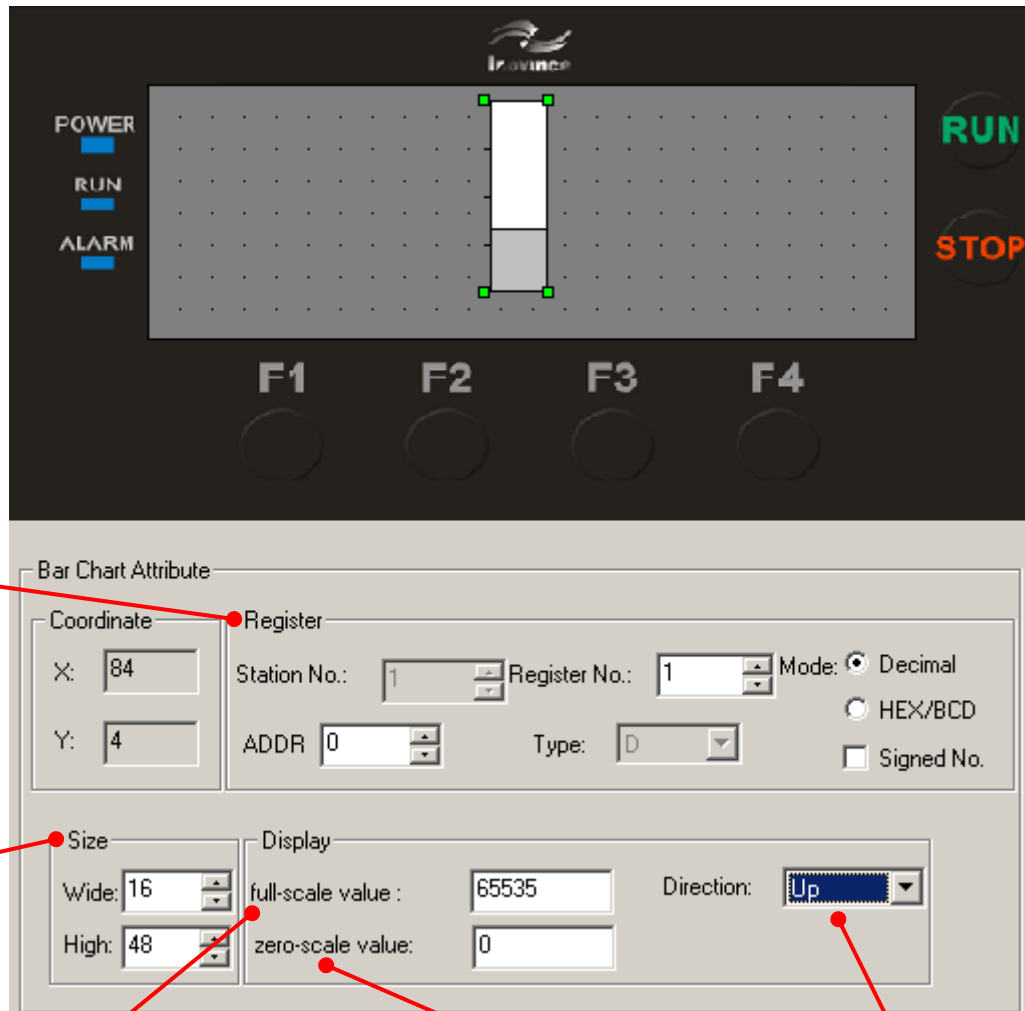 Inovince
POWER
RUN
RUN
ALARM
STOP
F1 F2 F3 F4
Bar Chart Attribute
Coordinate
X: 84
Y: 4
Register
Station No.: 1 Register No.: 1 Mode: Decimal
HEX/BCD
ADDR 0 Type: D Signed No.
Size
Wide: 16
High: 48
Display
full-scale value : 65535 Direction: Up
zero-scale value: 0